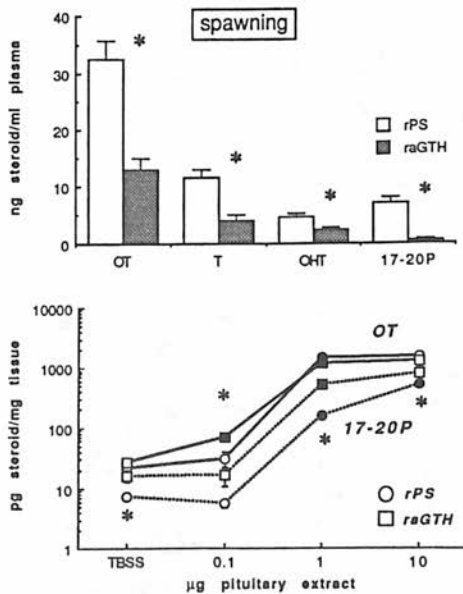 spawning
ng steroid/ml plasma
40
30
20
10
0
*
*
*
*
rPS
raGTH
OT
T
OHT
17-20P
pg steroid/mg tissue
10000
1000
100
10
1
OT
*
*
17-20P
*
*
rPS
raGTH
TBSS
0.1
1
10
µg pituitary extract